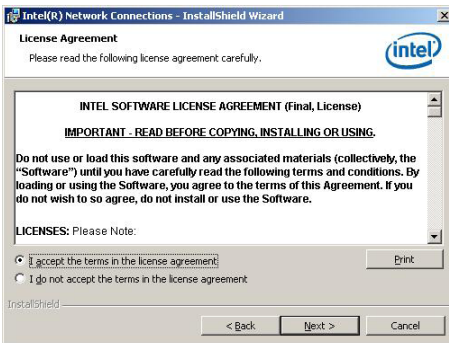 Intel(R) Network Connections - InstallShield Wizard
License Agreement
Please read the following license agreement carefully.
intel
INTEL SOFTWARE LICENSE AGREEMENT (Final, License)
IMPORTANT - READ BEFORE COPYING, INSTALLING OR USING.
Do not use or load this software and any associated materials (collectively, the
"Software") until you have carefully read the following terms and conditions. By
loading or using the Software, you agree to the terms of this Agreement. If you
do not wish to so agree, do not install or use the Software.
LICENSES: Please Note:
I accept the terms in the license agreement
Print
I do not accept the terms in the license agreement
InstallShield
< Back
Next >
Cancel